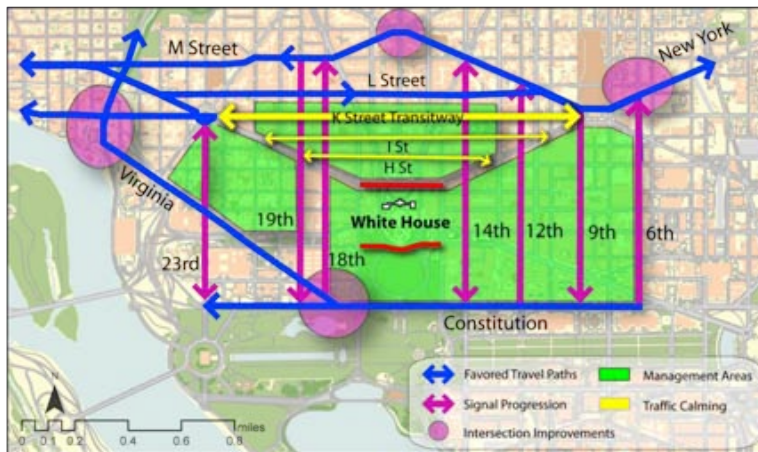 M Street
New York
L Street
K Street Transitway
I St
H St
Virginia
White House
19th
18th
14th
12th
9th
6th
23rd
Constitution
Favored Travel Paths
Management Areas
Signal Progression
Traffic Calming
Intersection Improvements
N
miles
0 0.1 0.2 0.4 0.6 0.8